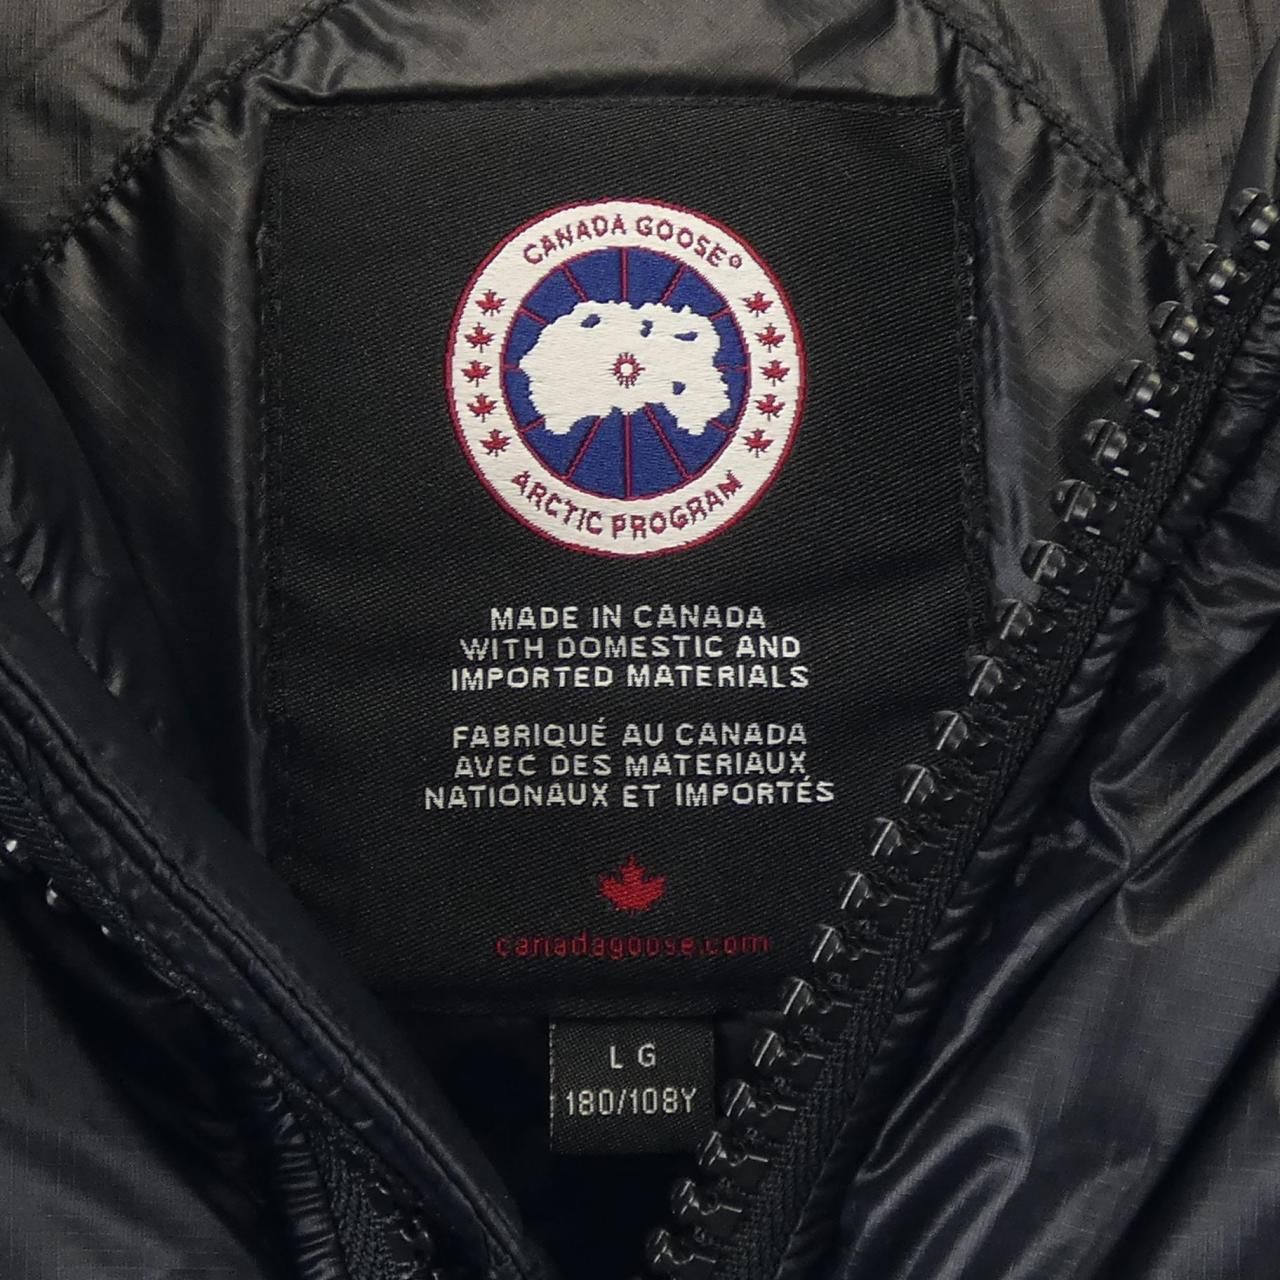 CANADA GOOSE®
ARCTIC PROGRAM
MADE IN CANADA
WITH DOMESTIC AND
IMPORTED MATERIALS
FABRIQUÉ AU CANADA
AVEC DES MATERIAUX
NATIONAUX ET IMPORTÉS
canadagoose.com
LG
180/108Y